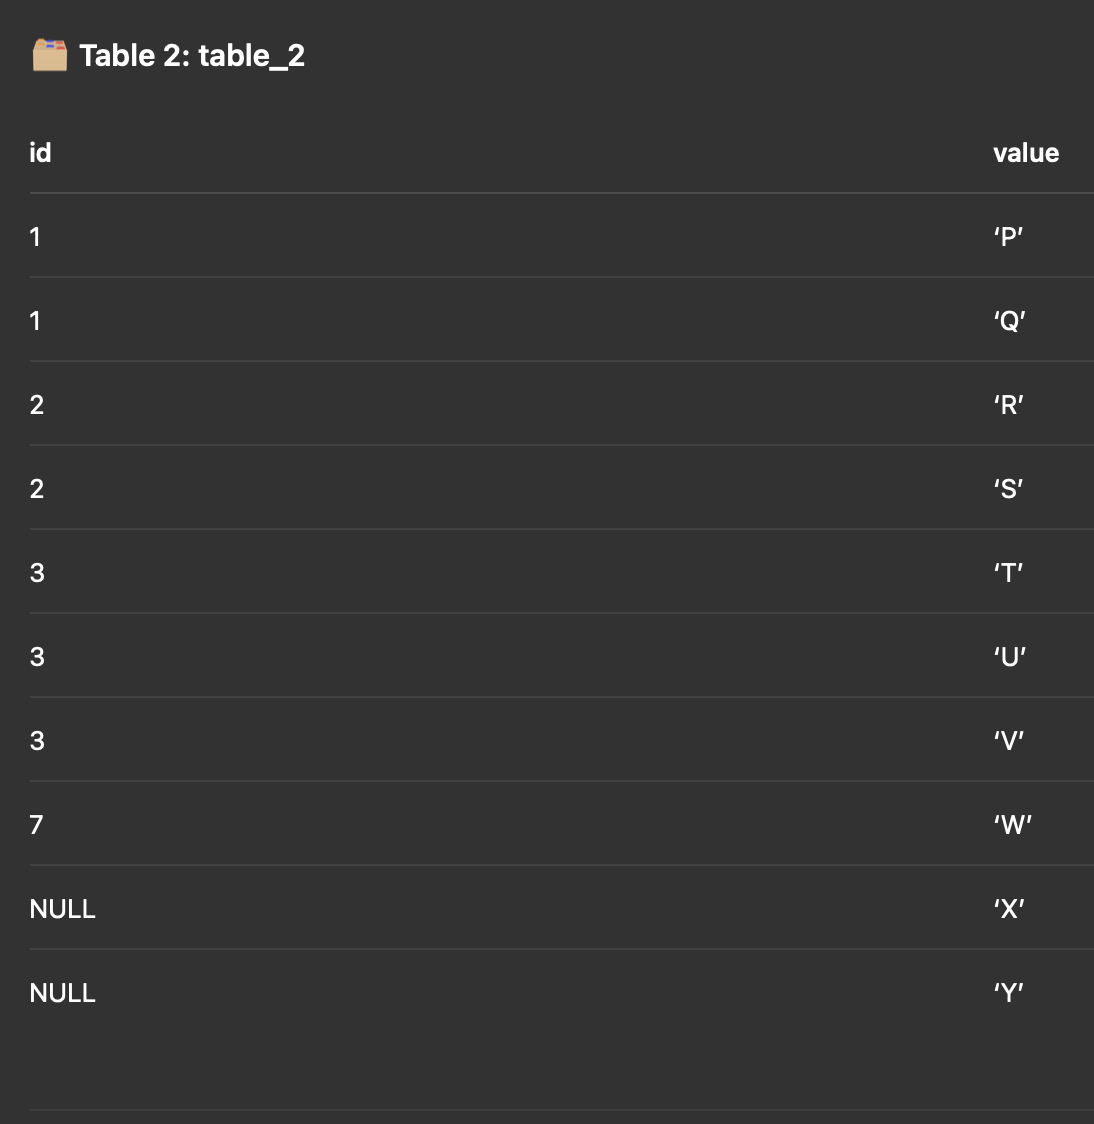 Table 2: table_2
id value
1 ‘P’
1 ‘Q’
2 ‘R’
2 ‘S’
3 ‘T’
3 ‘U’
3 ‘V’
7 ‘W’
NULL ‘X’
NULL ‘Y’